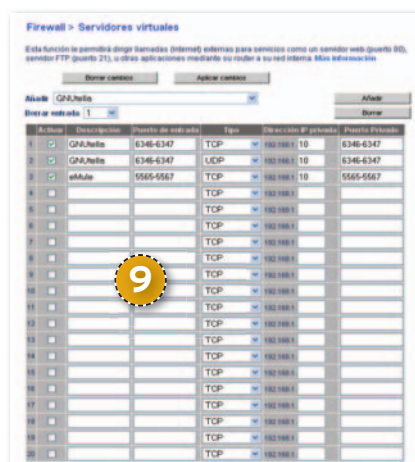 Firewall > Servidores virtuales
Esta función le permitirá dirigir llamadas (Internet) externas para servicios como un servidor web (puerto 80),
servidor FTP (puerto 21), u otras aplicaciones mediante su router a su red interna. Más información
Borrar cambios Aplicar cambios
Añadir GNUtella Añadir
Borrar entrada 1 Borrar
Activar Descripción Puerto de entrada Tipo Dirección IP privada Puerto Privado
1 GNUtella 6346-6347 TCP 192.168.1. 10 6346-6347
2 GNUtella 6346-6347 UDP 192.168.1. 10 6346-6347
3 eMule 5565-5567 TCP 192.168.1. 10 5565-5567
4 TCP 192.168.1.
5 TCP 192.168.1.
6 TCP 192.168.1.
7 TCP 192.168.1.
8 TCP 192.168.1.
9 TCP 192.168.1.
9
10 TCP 192.168.1.
11 TCP 192.168.1.
12 TCP 192.168.1.
13 TCP 192.168.1.
14 TCP 192.168.1.
15 TCP 192.168.1.
16 TCP 192.168.1.
17 TCP 192.168.1.
18 TCP 192.168.1.
19 TCP 192.168.1.
20 TCP 192.168.1.